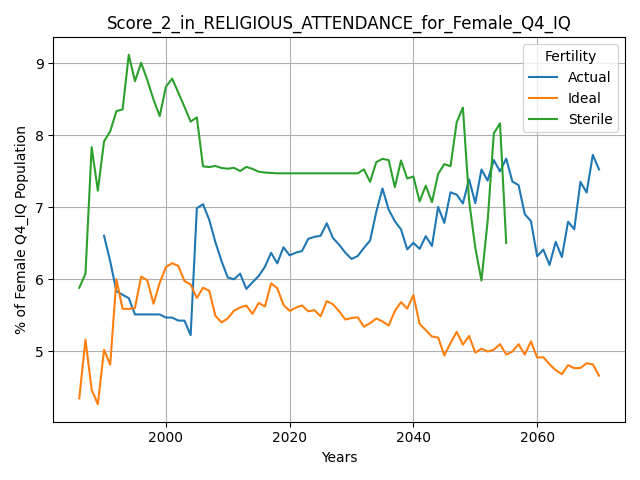 Score_2_in_RELIGIOUS_ATTENDANCE_for_Female_Q4_IQ
% of Female Q4_IQ Population
9
8
7
6
5
Fertility
Actual
Ideal
Sterile
2000
2020
2040
2060
Years